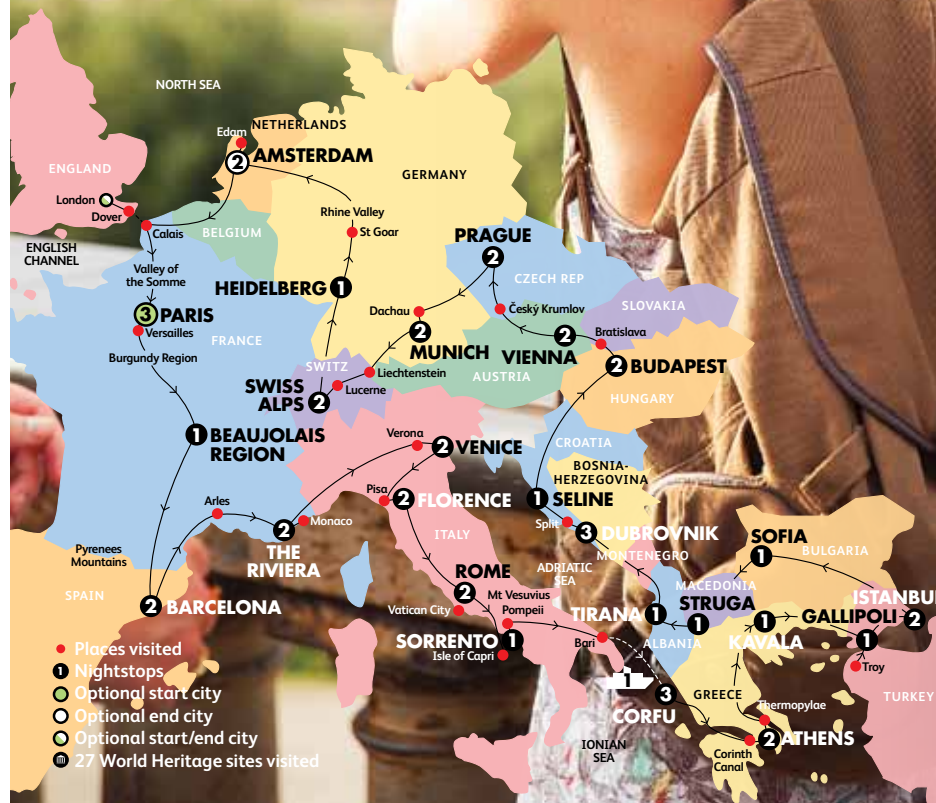 NORTH SEA
Edam
NETHERLANDS
2 AMSTERDAM
ENGLAND
GERMANY
London
Dover
Calais
BELGIUM
Rhine Valley
St Goar
ENGLISH
CHANNEL
Valley of
the Somme
PRAGUE
2
CZECH REP
HEIDELBERG 1
SLOVAKIA
3 PARIS
Versailles
FRANCE
Dachau
Český Krumlov
2
MUNICH
VIENNA 2
Bratislava
Burgundy Region
SWITZ
Liechtenstein
AUSTRIA
2 BUDAPEST
SWISS
ALPS 2
Lucerne
HUNGARY
1 BEAUJOLAIS
REGION
Verona
2 VENICE
CROATIA
BOSNIA-
HERZEGOVINA
Pisa
2 FLORENCE
1 SELINE
Arles
Monaco
2
THE
RIVIERA
ITALY
Split
3 DUBROVNIK
MONTENEGRO
SOFIA
1
BULGARIA
Pyrenees
Mountains
ADRIATIC
SEA
SPAIN
ROME
2
MACEDONIA
ISTANBUL
2 BARCELONA
Vatican City
Mt Vesuvius
Pompeii
TIRANA 1
STRUGA
1
1
KAVALA
GALLIPOLI 2
1
SORRENTO 1
Isle of Capri
Bari
ALBANIA
Troy
1
3
CORFU
GREECE
TURKEY
Thermopylae
IONIAN
SEA
2 ATHENS
Corinth
Canal
Places visited
1 Nightstops
Optional start city
Optional end city
Optional start/end city
27 World Heritage sites visited